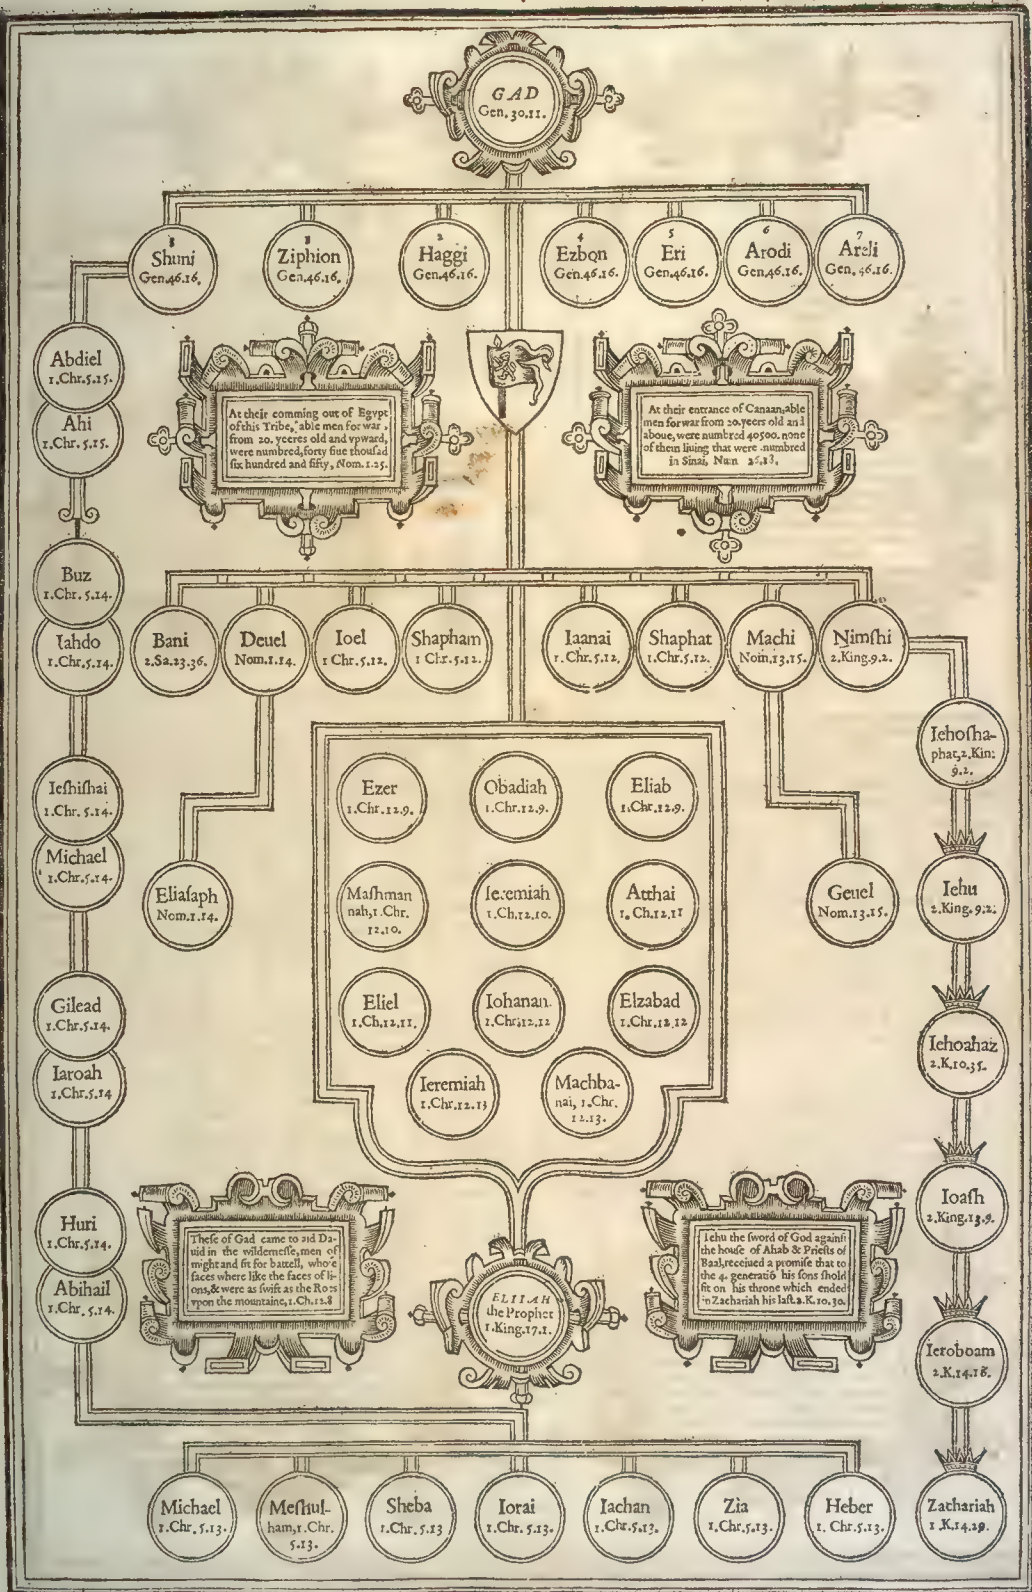 GAD
Gen. 30.11.
Shuni
Gen.46.16.
Ziphion
Gen.46.16.
2
Haggi
Gen.46.16.
4
Ezbon
Gen.46.16.
5
Eri
Gen.46.16.
6
Arodi
Gen.46.16.
7
Areli
Gen. 46.16.
Abdiel
1.Chr.5.15.
Ahi
1.Chr. 5.15.
At their comming out of Egypt
of this Tribe, able men for war,
from 20. yeeres old and vpward,
were numbred, forty fiue thousãd
six hundred and fifty, Nom. 1.25.
At their entrance of Canaan, able
men for war from 20. yeers old and
aboue, were numbred 40500. none
of them liuing that were numbred
in Sinai, Num
Buz
1.Chr. 5.14.
Iahdo
1.Chr.5.14.
Bani
2.Sa.23.36.
Deuel
Nom.1.14.
Ioel
1 Chr.5.12.
Shapham
1 Chr.5.12.
Iaanai
1.Chr.5.12.
Shaphat
1.Chr.5.12.
Machi
Nom.13.15.
Nimſhi
2.King.9.2.
Iehoſha-
phat, 2.Kin:
9.2.
Ieſhiſhai
1.Chr. 5.14.
Michael
1.Chr.5.14.
Ezer
1.Chr.12.9.
Obadiah
1.Chr.12.9.
Eliab
1.Chr.12.9.
Eliaſaph
Nom.1.14.
Maſhman
nah, 1.Chr.
12.10.
Ieremiah
1.Ch.12.10.
Atthai
1. Ch.12.11
Geuel
Nom.13.15.
Iehu
2.King. 9.2.
Gilead
1.Chr.5.14.
Iaroah
1.Chr.5.14
Eliel
1.Ch.12.11.
Iohanan.
1.Chr.12.12
Elzabad
1.Chr.12.12
Iehoahaz
2.K.10.35.
Ieremiah
1.Chr.12.13
Machba-
nai, 1.Chr.
12.13.
Huri
1.Chr.5.14.
Abihail
1.Chr. 5.14.
Theſe of Gad came to aid Da-
uid in the wilderneſſe, men of
might and fit for battell, whoſe
faces where like the faces of li-
ons, & were as ſwift as the Roes
vpon the mountaine, 1.Ch.12.8
Iehu the ſword of God againſt
the houſe of Ahab & Prieſts of
Baal, receiued a promiſe that to
the 4. generatiõ his ſons ſhold
ſit on his throne which ended
in Zachariah his laſt. 2.K.10.30.
Ioaſh
2.King.13.9.
ELIIAH
the Prophet
1.King.17.1.
Ieroboam
2.K.14.16.
Michael
1.Chr. 5.13.
Meſhul-
ham, 1.Chr.
5.13.
Sheba
1.Chr. 5.13
Iorai
1.Chr. 5.13.
Iachan
1.Chr.5.13.
Zia
1.Chr.5.13.
Heber
1. Chr.5.13.
Zachariah
1 .K.14.29.